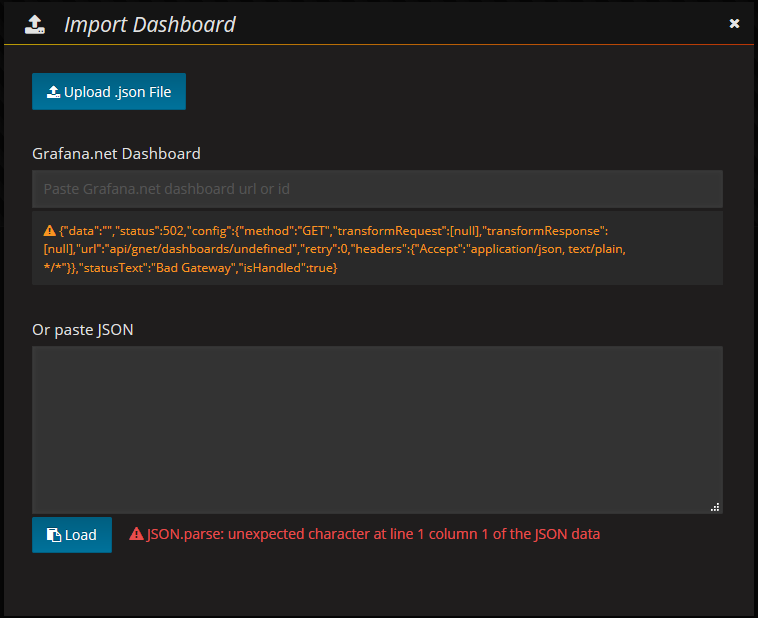 Import Dashboard
Upload .json File
Grafana.net Dashboard
Paste Grafana.net dashboard url or id
{"data":"","status":502,"config":{"method":"GET","transformRequest":[null],"transformResponse":
[null],"url":"api/gnet/dashboards/undefined","retry":0,"headers":{"Accept":"application/json, text/plain,
*/*"}},"statusText":"Bad Gateway","isHandled":true}
Or paste JSON
Load
JSON.parse: unexpected character at line 1 column 1 of the JSON data